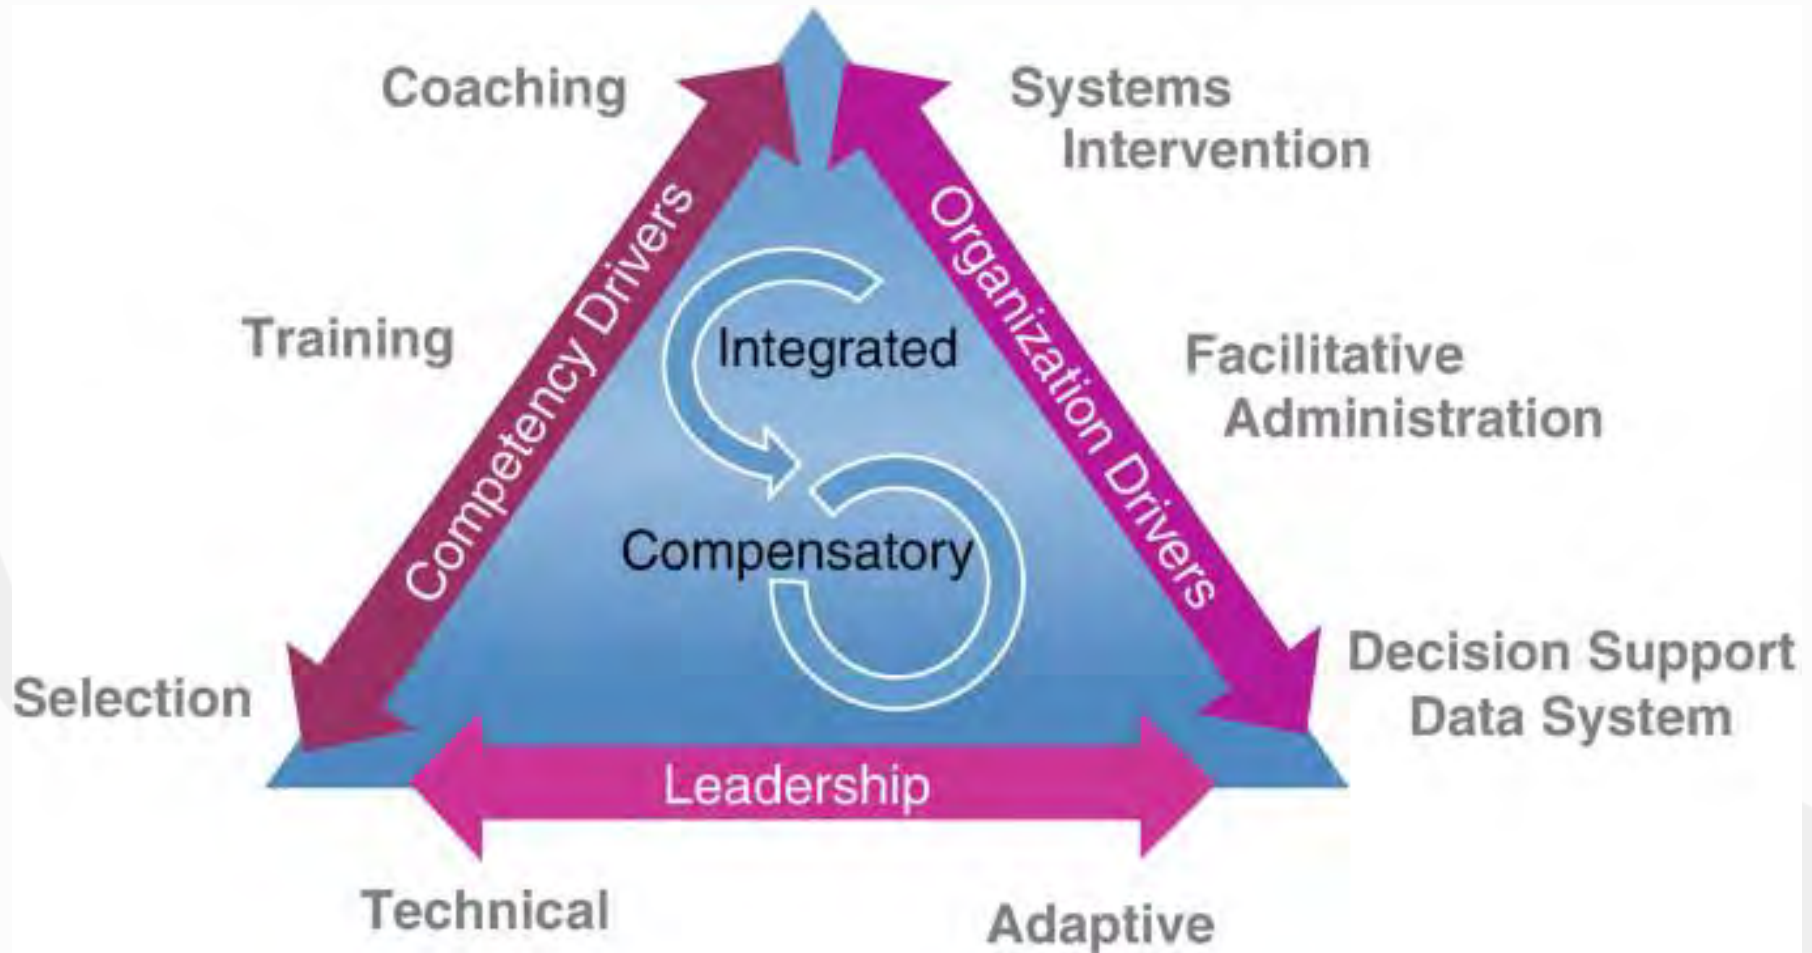 Coaching
Systems
Intervention
Competency Drivers
Organization Drivers
Training
Integrated
Facilitative
Administration
Compensatory
Selection
Decision Support
Data System
Leadership
Technical
Adaptive